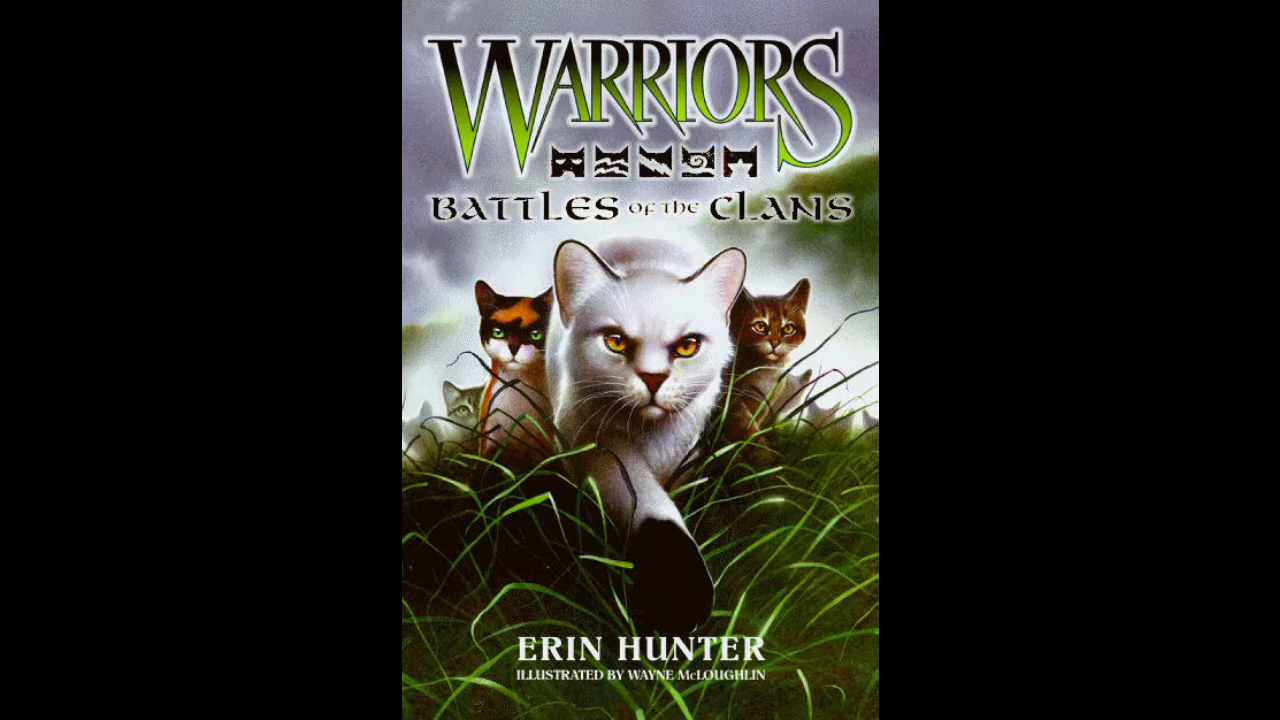 WARRIORS
BATTLES OF THE CLANS
ERIN HUNTER
ILLUSTRATED BY WAYNE McLOUGHLIN